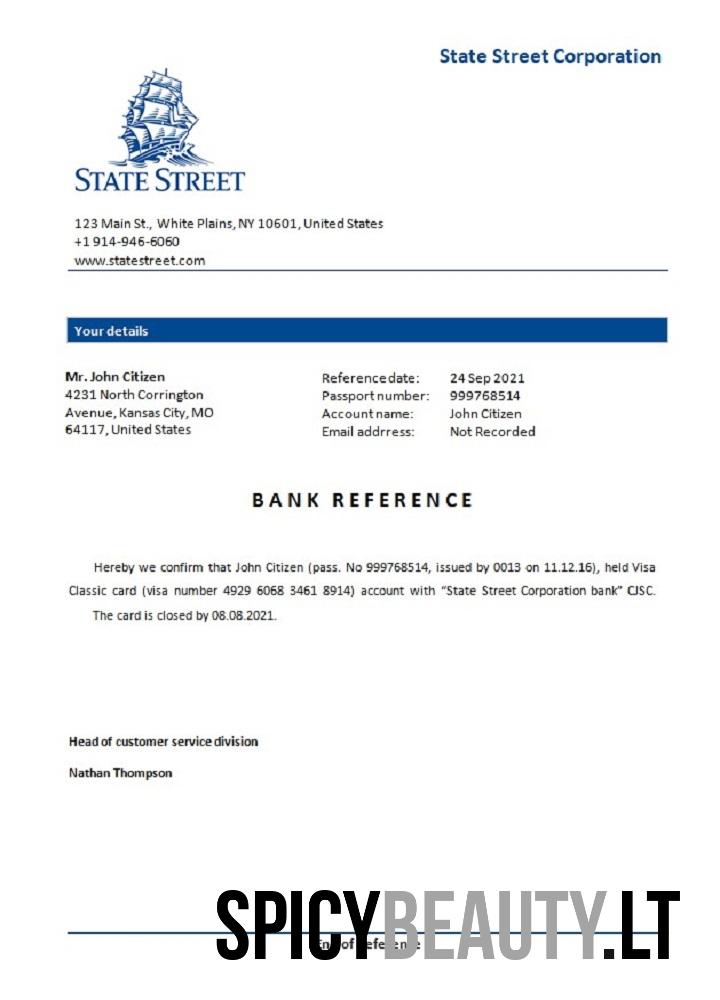 State Street Corporation
STATE STREET
123 Main St., White Plains, NY 10601, United States
+1 914-946-6060
www.statestreet.com
Your details
Mr. John Citizen
4231 North Corrington
Avenue, Kansas City, MO
64117, United States
Reference date: 24 Sep 2021
Passport number: 999768514
Account name: John Citizen
Email addrress: Not Recorded
BANK REFERENCE
Hereby we confirm that John Citizen (pass. No 999768514, issued by 0013 on 11.12.16), held Visa
Classic card (visa number 4929 6068 3461 8914) account with “State Street Corporation bank” CJSC.
The card is closed by 08.08.2021.
Head of customer service division
Nathan Thompson
SPICYBEAUTY.LT
End of reference